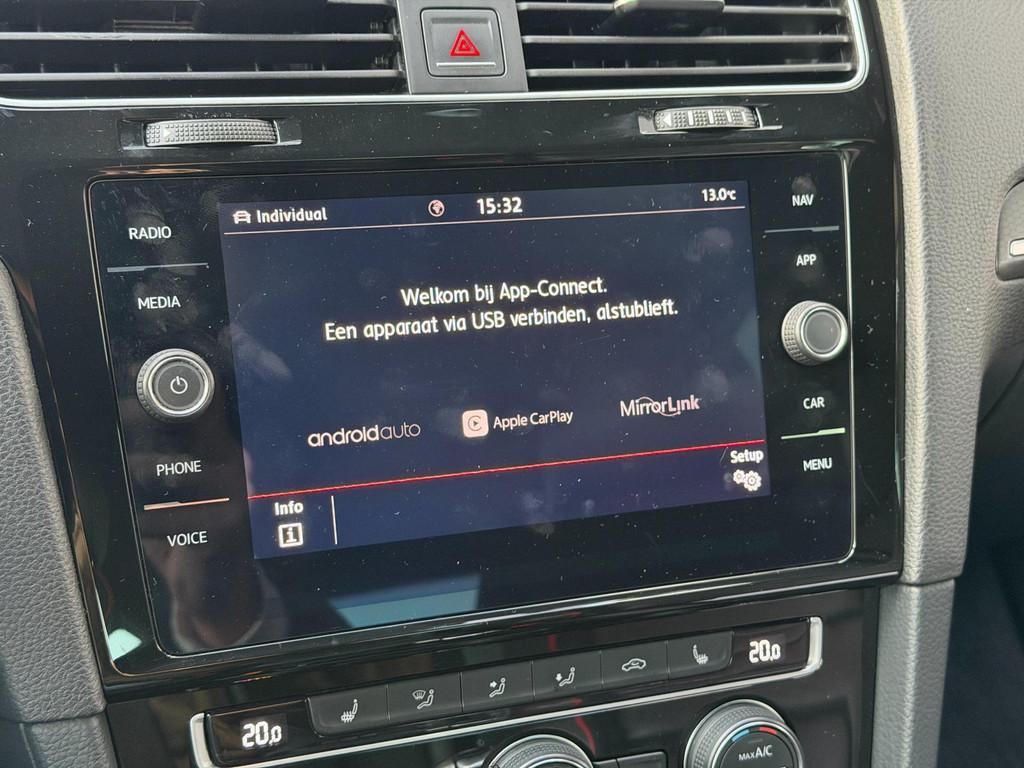 Individual
15:32
13.0°C
RADIO
MEDIA
PHONE
VOICE
NAV
APP
CAR
MENU
Welkom bij App-Connect.
Een apparaat via USB verbinden, alstublieft.
androidauto
Apple CarPlay
MirrorLink
Setup
Info
i
20.0
20.0
MAX A/C